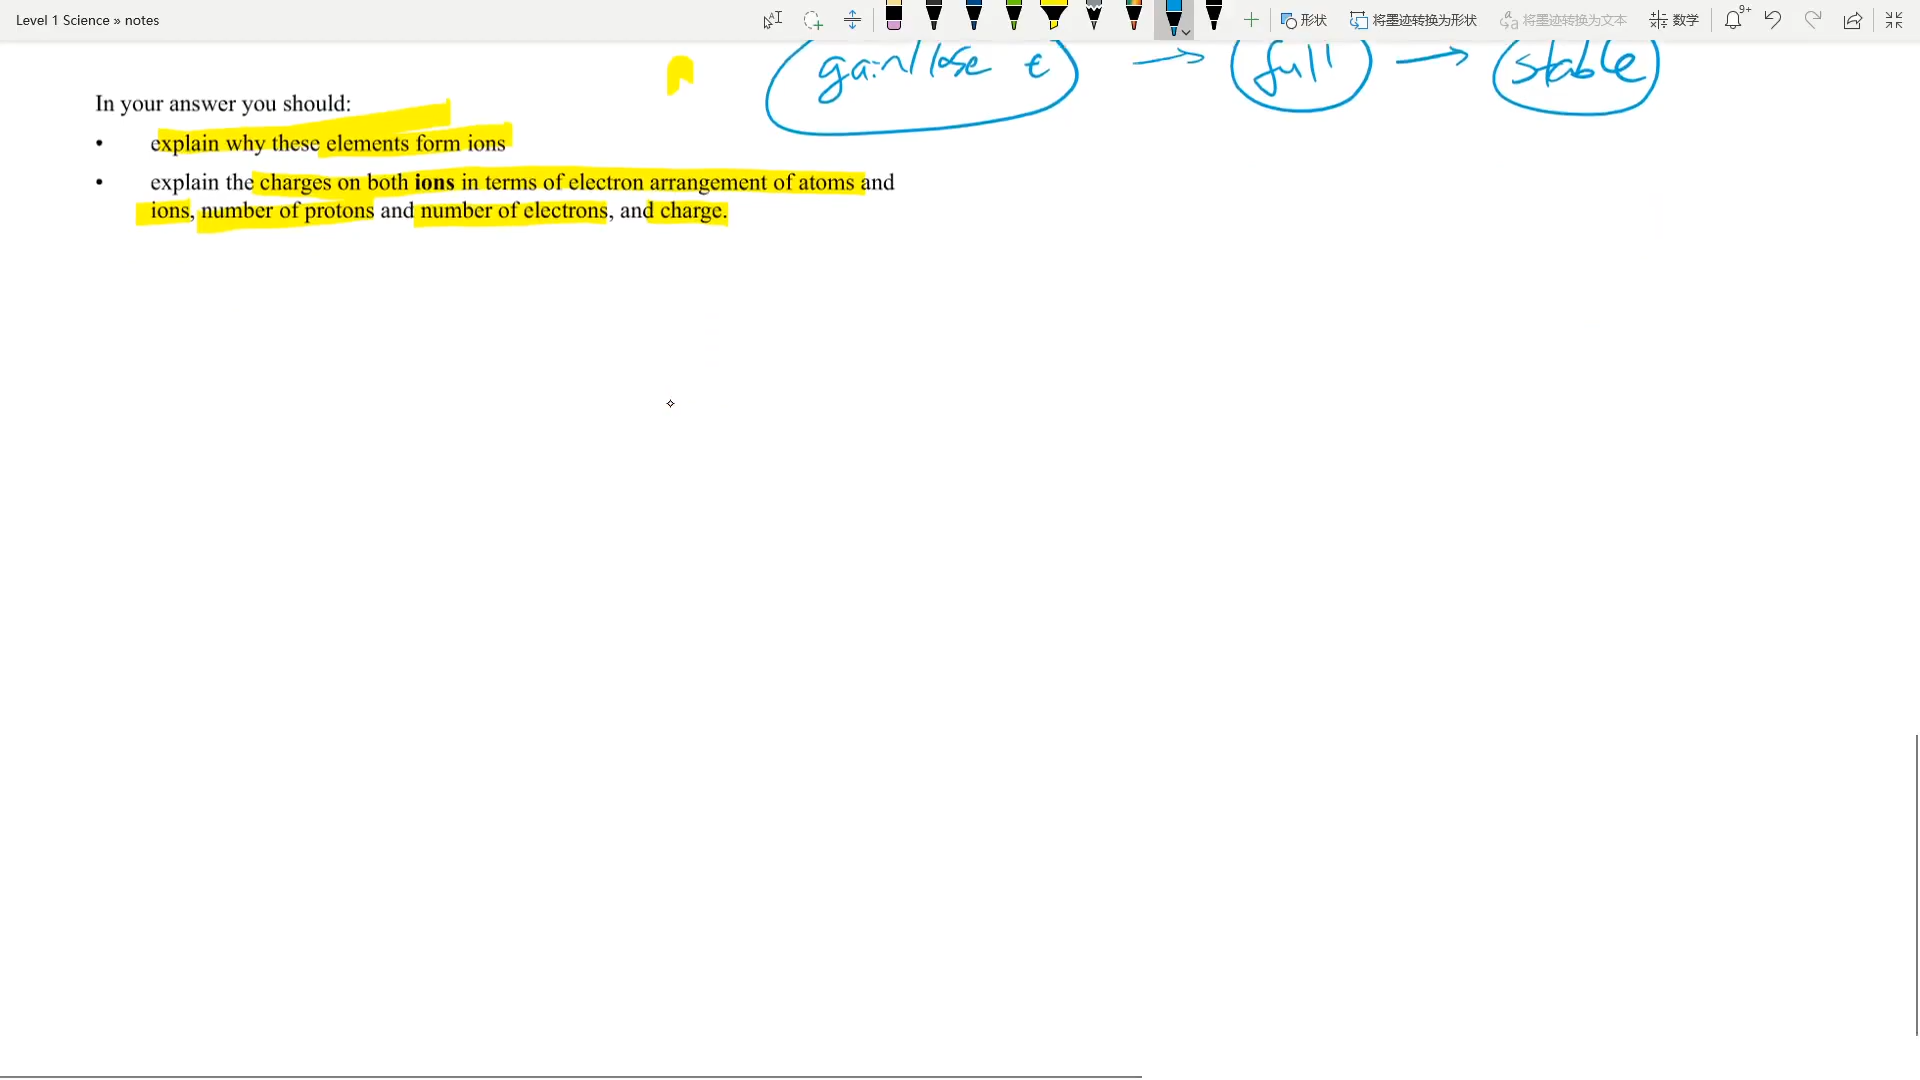 Level 1 Science » notes
9+
形状
将墨迹转换为形状
将墨迹转换为文本
数学
gain/lose e → full → stable
In your answer you should:
• explain why these elements form ions
• explain the charges on both ions in terms of electron arrangement of atoms and
ions, number of protons and number of electrons, and charge.